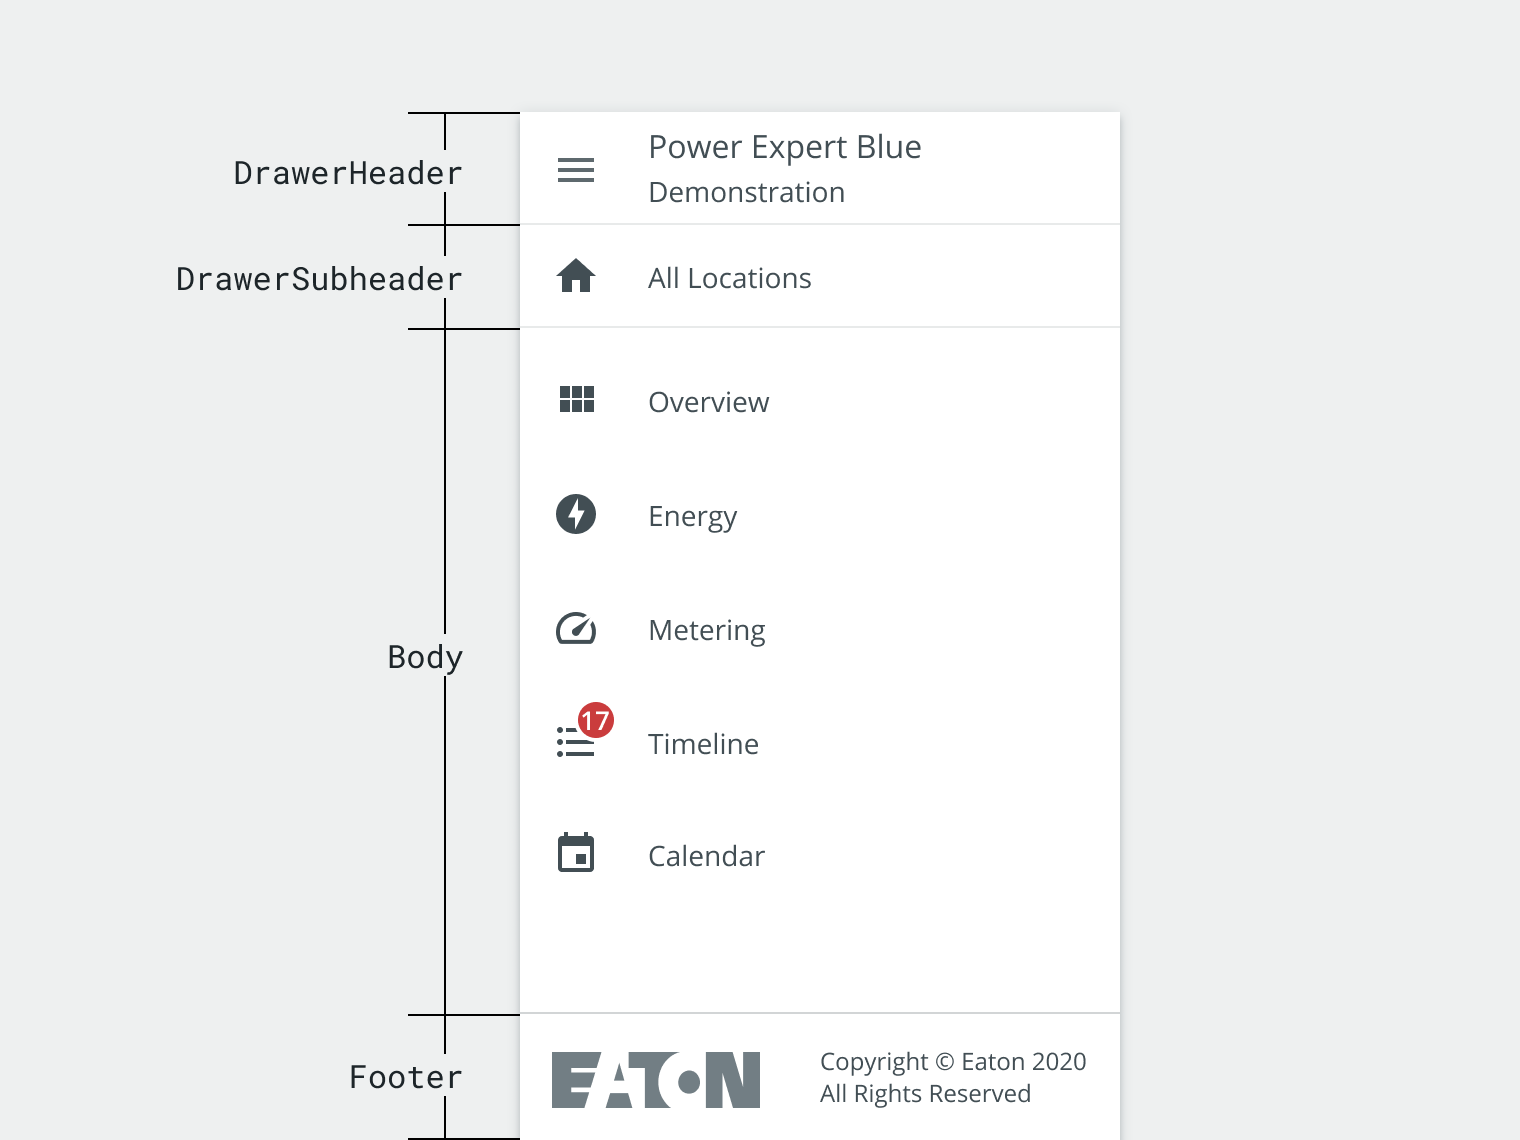 DrawerHeader
Power Expert Blue
Demonstration
DrawerSubheader
All Locations
Overview
Energy
Metering
Body
17
Timeline
Calendar
Footer
EATON
Copyright © Eaton 2020
All Rights Reserved